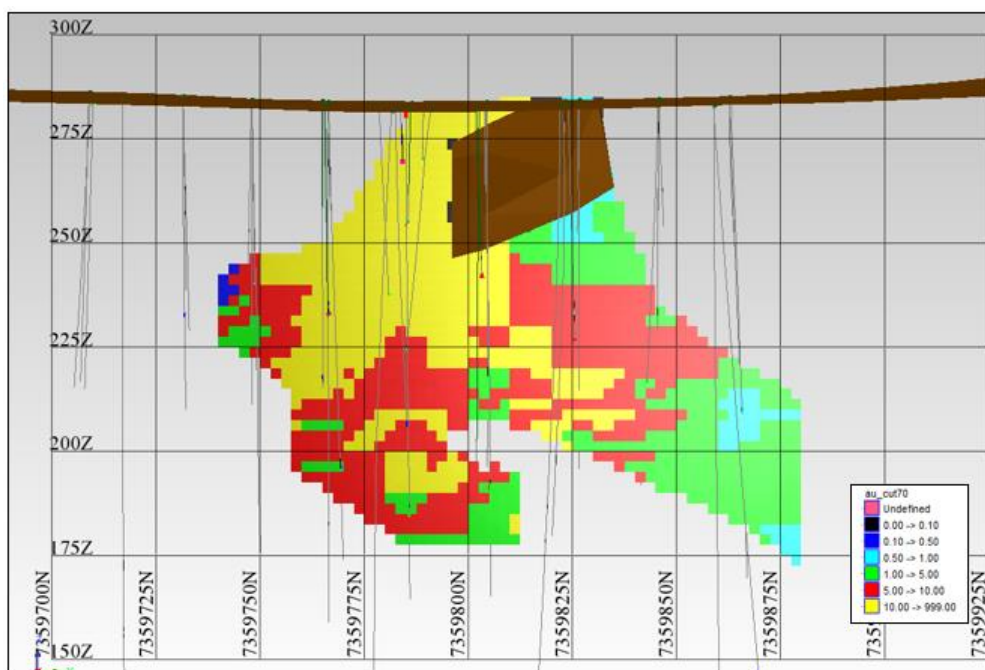 300Z
275Z
250Z
225Z
200Z
175Z
150Z
7359700N
7359725N
7359750N
7359775N
7359800N
7359825N
7359850N
7359875N
7359925N
au_cut70
Undefined
0.00 -> 0.10
0.10 -> 0.50
0.50 -> 1.00
1.00 -> 5.00
5.00 -> 10.00
10.00 -> 999.00